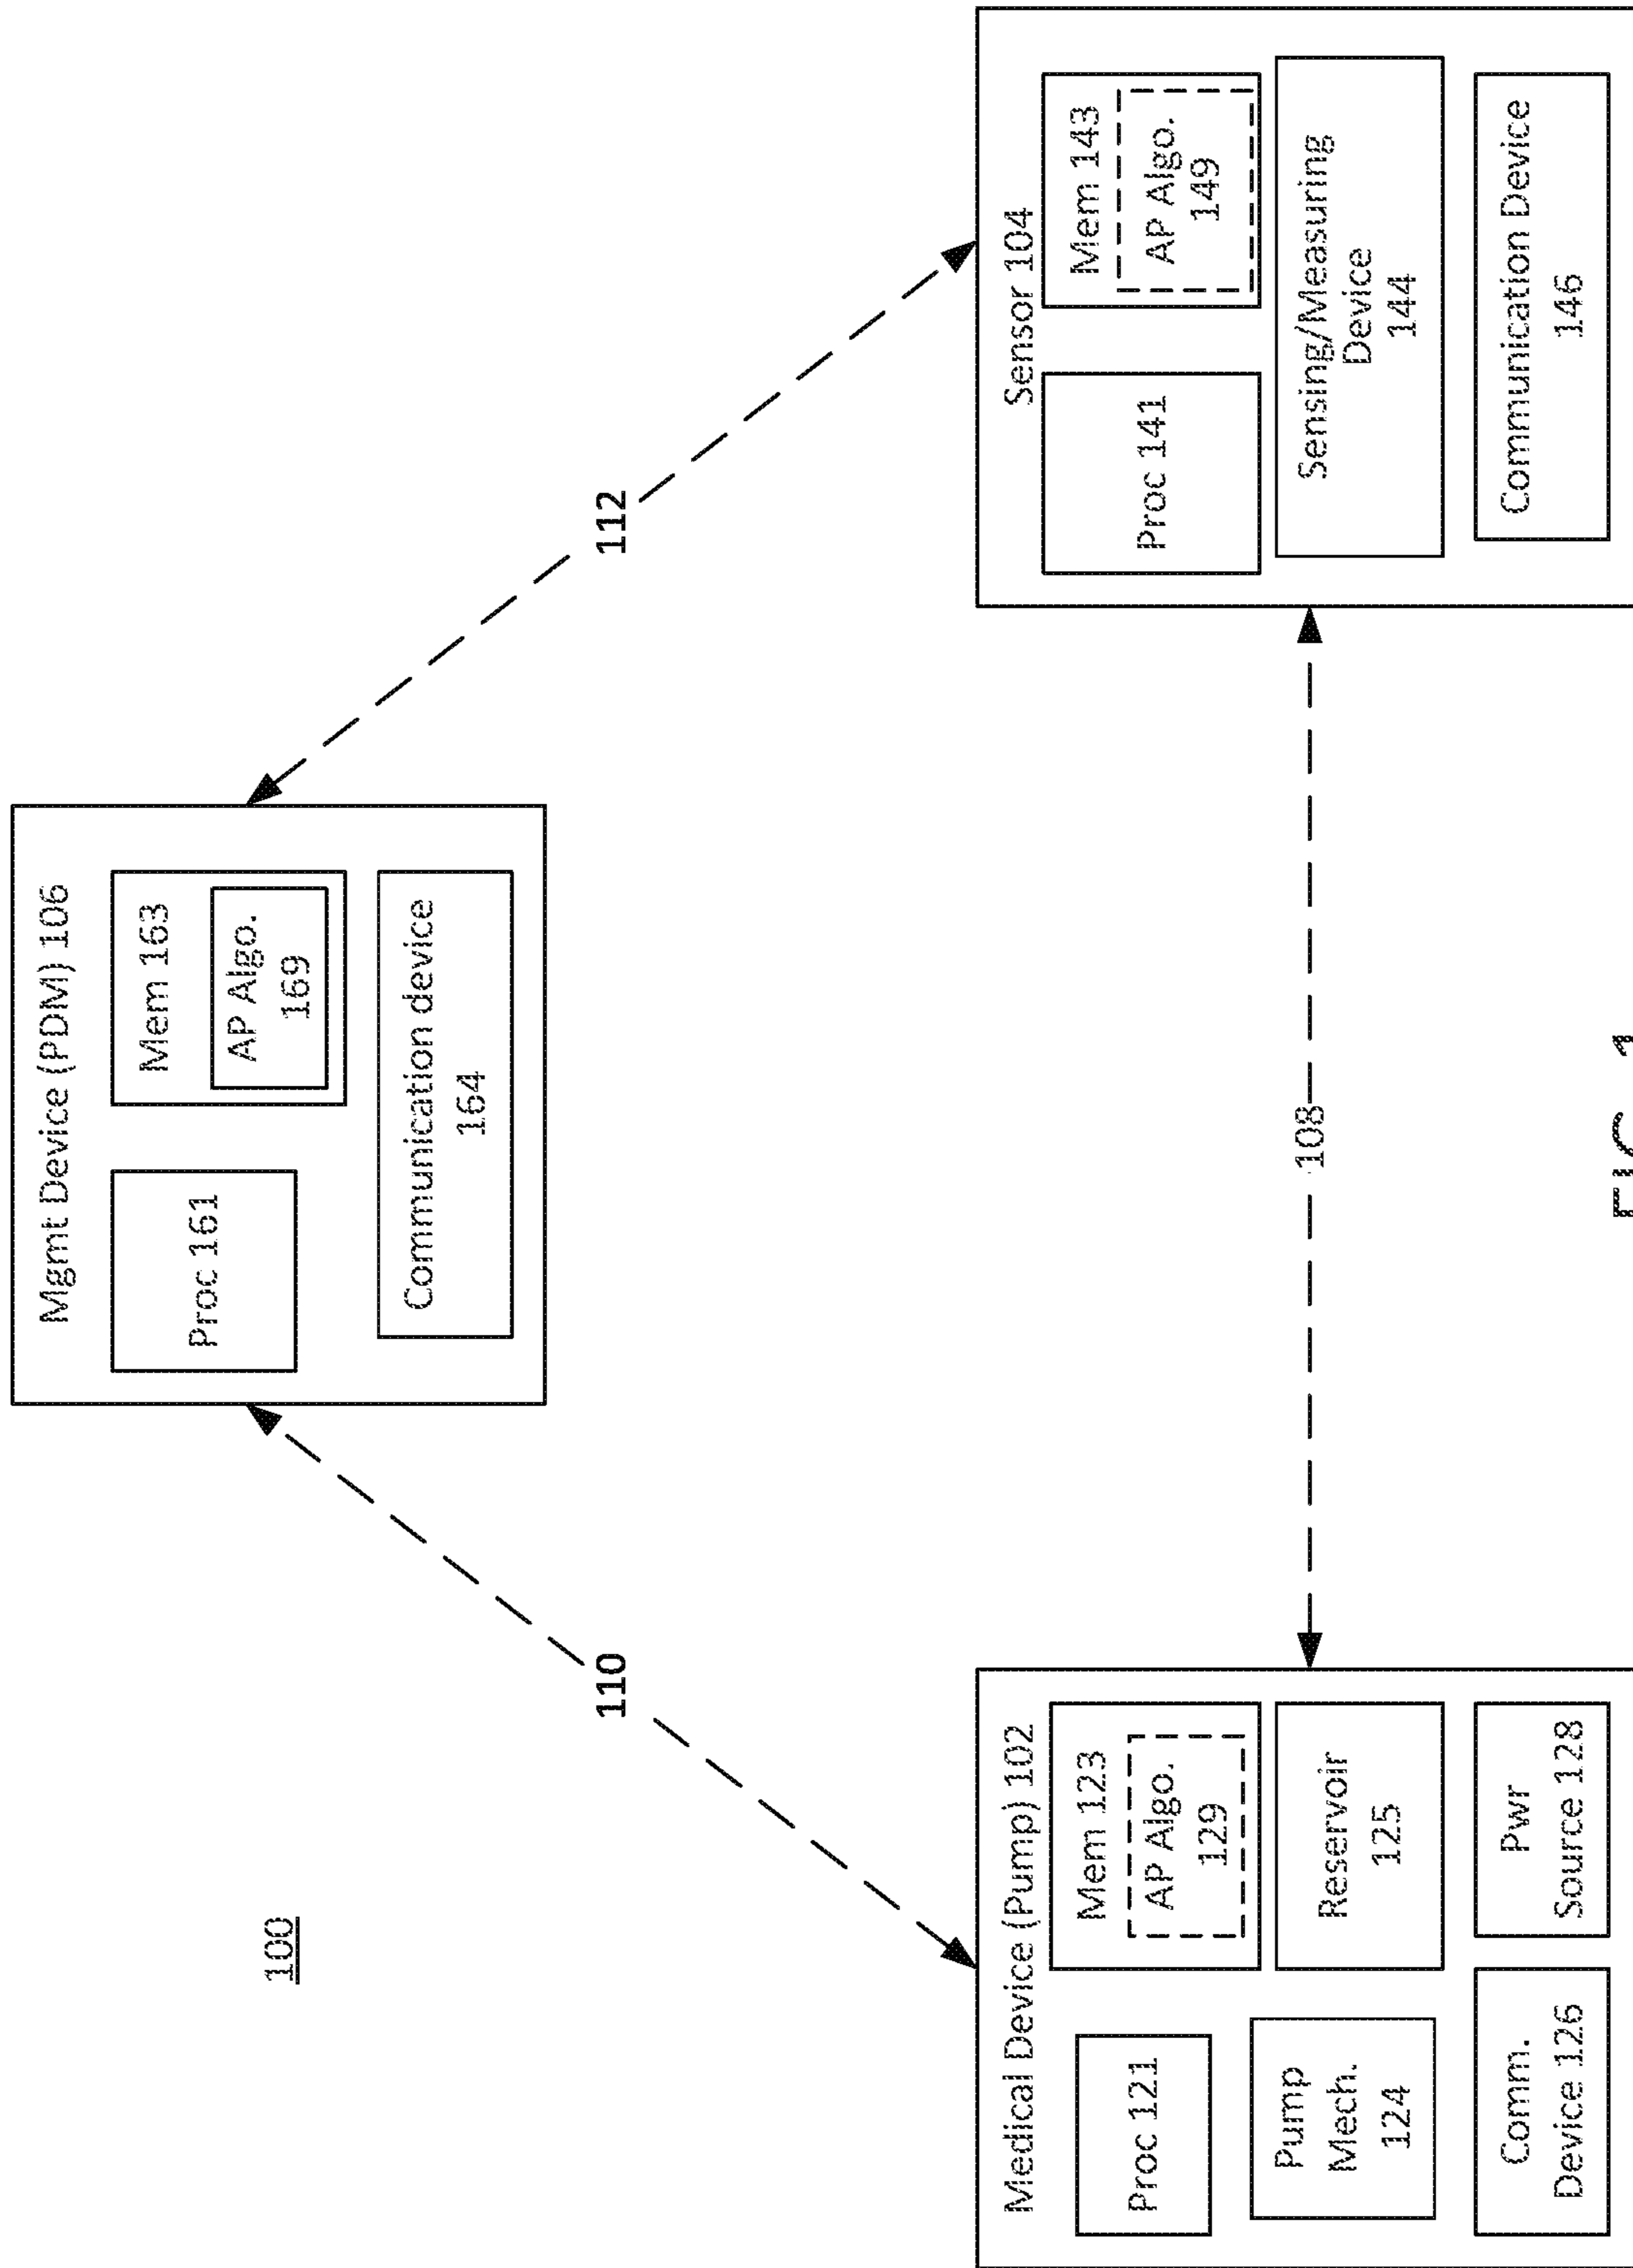 100
Mgmt Device (PDM) 106
Proc 161
Mem 163
AP Algo.
169
Communication device
164
110
112
Medical Device (Pump) 102
Proc 121
Mem 123
AP Algo.
129
Pump
Mech.
124
Reservoir
125
Comm.
Device 126
Pwr
Source 128
108
Sensor 104
Proc 141
Mem 143
AP Algo.
149
Sensing/Measuring
Device
144
Communication Device
146